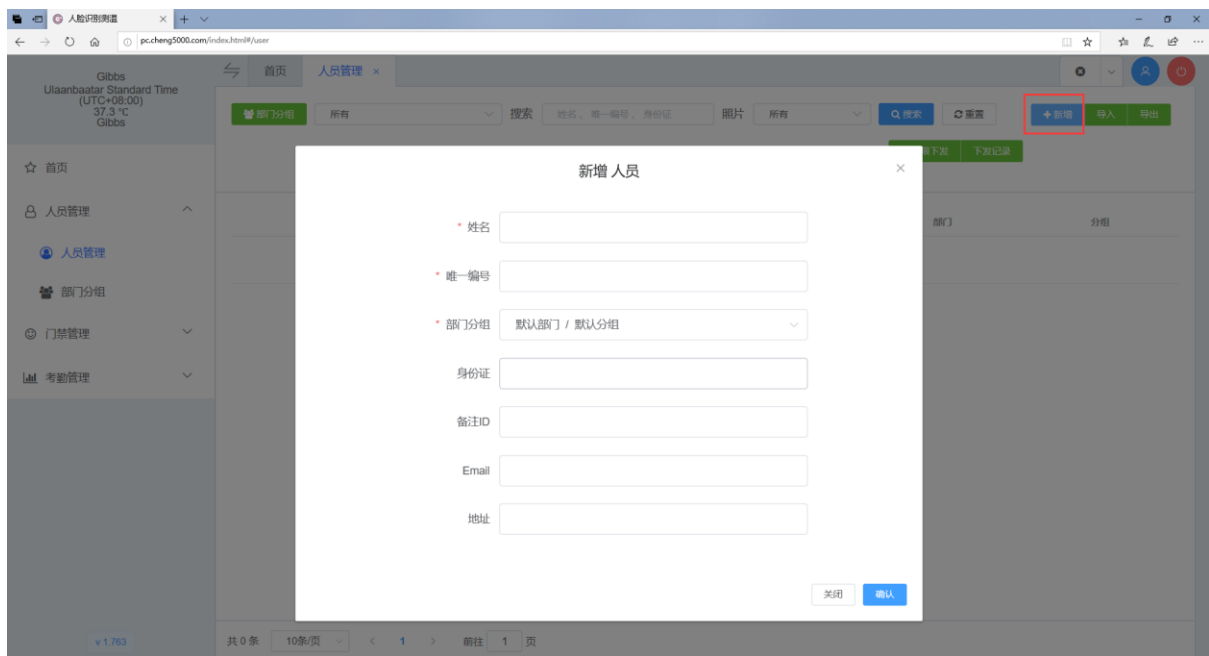 人脸识别测温
pc.cheng5000.com/index.html#/user
Gibbs
Ulaanbaatar Standard Time
(UTC+08:00)
37.3 °C
Gibbs
首页
人员管理
部门分组
所有
搜索
姓名、唯一编号、身份证
照片
所有
搜索
重置
+新增
导入
导出
下发
下发记录
首页
人员管理
人员管理
部门分组
门禁管理
考勤管理
部门
分组
新增 人员
* 姓名
* 唯一编号
* 部门分组
默认部门 / 默认分组
身份证
备注ID
Email
地址
关闭
确认
v 1.763
共 0 条
10条/页
1
前往 1 页